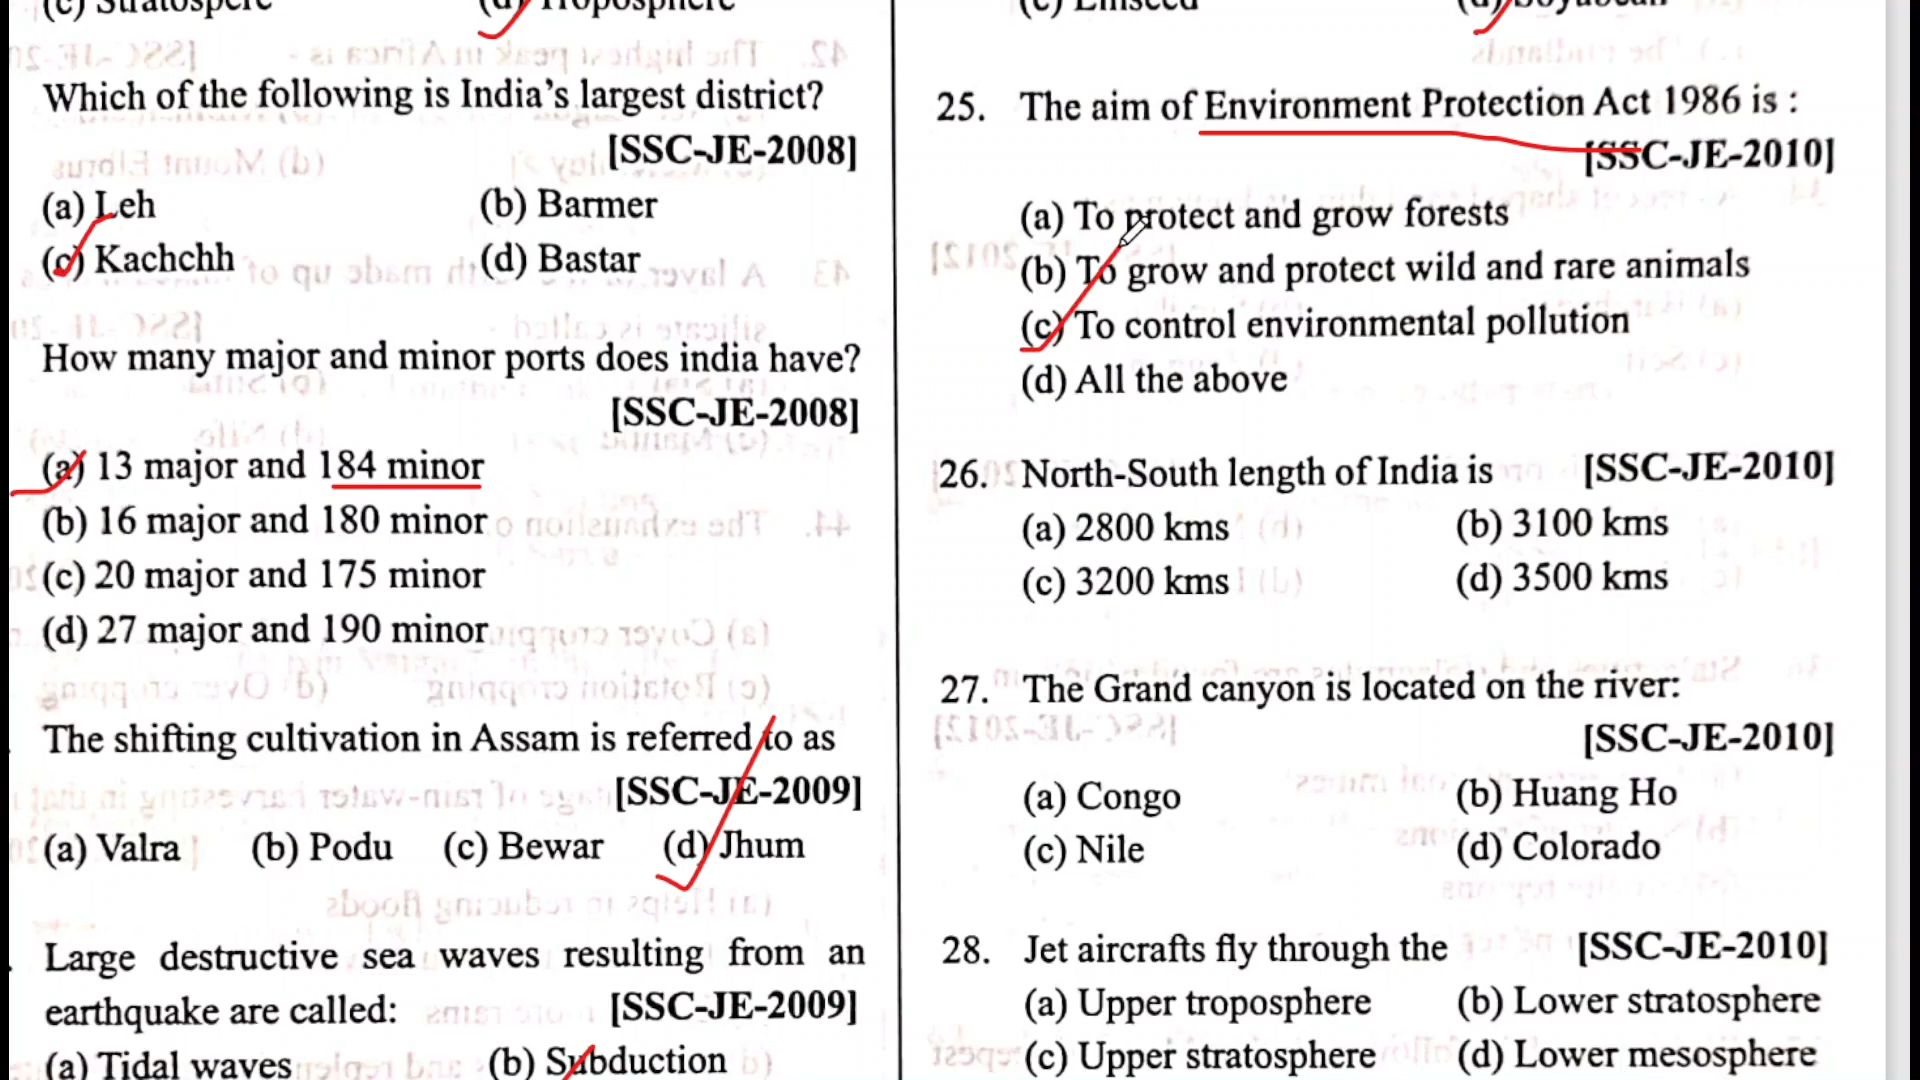 (c) Stratospere (d) Troposphere
Which of the following is India's largest district?
[SSC-JE-2008]
(a) Leh (b) Barmer
(c) Kachchh (d) Bastar
How many major and minor ports does india have?
[SSC-JE-2008]
(a) 13 major and 184 minor
(b) 16 major and 180 minor
(c) 20 major and 175 minor
(d) 27 major and 190 minor
The shifting cultivation in Assam is referred to as
[SSC-JE-2009]
(a) Valra (b) Podu (c) Bewar (d) Jhum
Large destructive sea waves resulting from an
earthquake are called: [SSC-JE-2009]
(a) Tidal waves (b) Subduction
(c) Linseed (d) Soyabean
25. The aim of Environment Protection Act 1986 is :
[SSC-JE-2010]
(a) To protect and grow forests
(b) To grow and protect wild and rare animals
(c) To control environmental pollution
(d) All the above
26. North-South length of India is [SSC-JE-2010]
(a) 2800 kms (b) 3100 kms
(c) 3200 kms (d) 3500 kms
27. The Grand canyon is located on the river:
[SSC-JE-2010]
(a) Congo (b) Huang Ho
(c) Nile (d) Colorado
28. Jet aircrafts fly through the [SSC-JE-2010]
(a) Upper troposphere (b) Lower stratosphere
(c) Upper stratosphere (d) Lower mesosphere